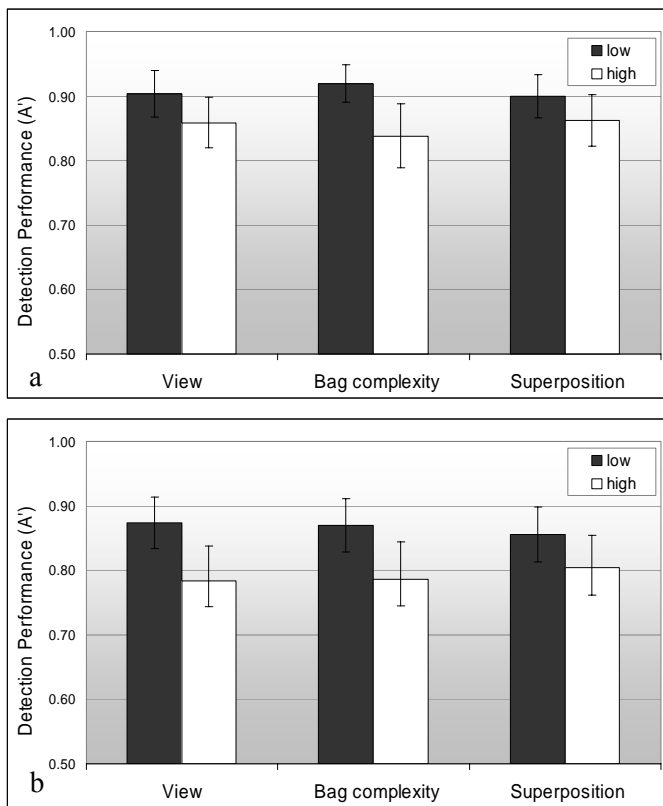 1.00
low
high
0.90
0.80
0.70
0.60
0.50
Detection Performance (A')
View Bag complexity Superposition
a
1.00
low
high
0.90
0.80
0.70
0.60
0.50
Detection Performance (A')
View Bag complexity Superposition
b